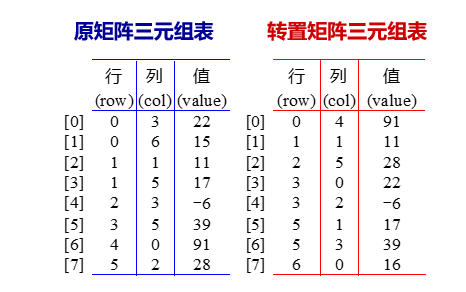 原矩阵三元组表 转置矩阵三元组表
行 列 值 行 列 值
(row) (col) (value) (row) (col) (value)
[0] 0 3 22 [0] 0 4 91
[1] 0 6 15 [1] 1 1 11
[2] 1 1 11 [2] 2 5 28
[3] 1 5 17 [3] 3 0 22
[4] 2 3 -6 [4] 3 2 -6
[5] 3 5 39 [5] 5 1 17
[6] 4 0 91 [6] 5 3 39
[7] 5 2 28 [7] 6 0 16